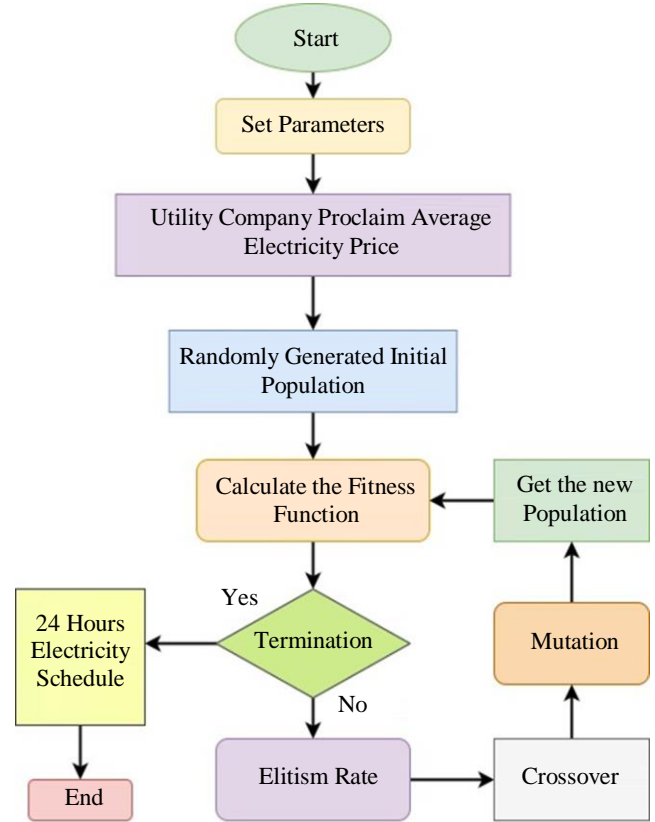 Start
Set Parameters
Utility Company Proclaim Average
Electricity Price
Randomly Generated Initial
Population
Calculate the Fitness
Function
Get the new
Population
Yes
24 Hours
Electricity
Schedule
Termination
Mutation
No
End
Elitism Rate
Crossover